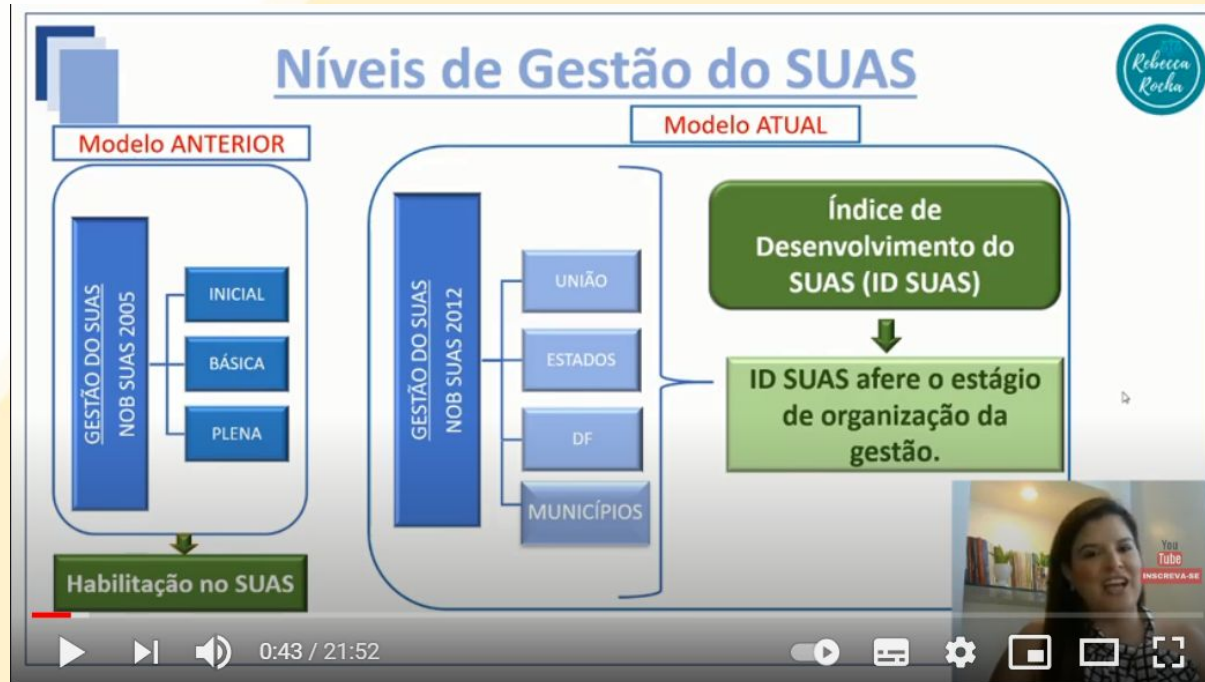 Níveis de Gestão do SUAS
Rebecca
Rocha
Modelo ANTERIOR
GESTÃO DO SUAS
NOB SUAS 2005
INICIAL
BÁSICA
PLENA
Habilitação no SUAS
Modelo ATUAL
GESTÃO DO SUAS
NOB SUAS 2012
UNIÃO
ESTADOS
DF
MUNICÍPIOS
Índice de
Desenvolvimento do
SUAS (ID SUAS)
ID SUAS afere o estágio
de organização da
gestão.
You
Tube
INSCREVA-SE
0:43 / 21:52